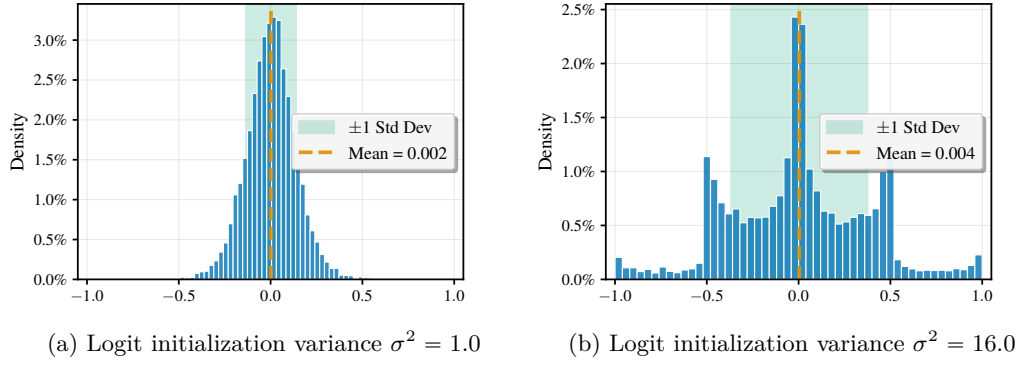 3.0%
2.5%
2.0%
1.5%
1.0%
0.5%
0.0%
Density
±1 Std Dev
Mean = 0.002
−1.0 −0.5 0.0 0.5 1.0
(a) Logit initialization variance σ² = 1.0
2.5%
2.0%
1.5%
1.0%
0.5%
0.0%
Density
±1 Std Dev
Mean = 0.004
−1.0 −0.5 0.0 0.5 1.0
(b) Logit initialization variance σ² = 16.0